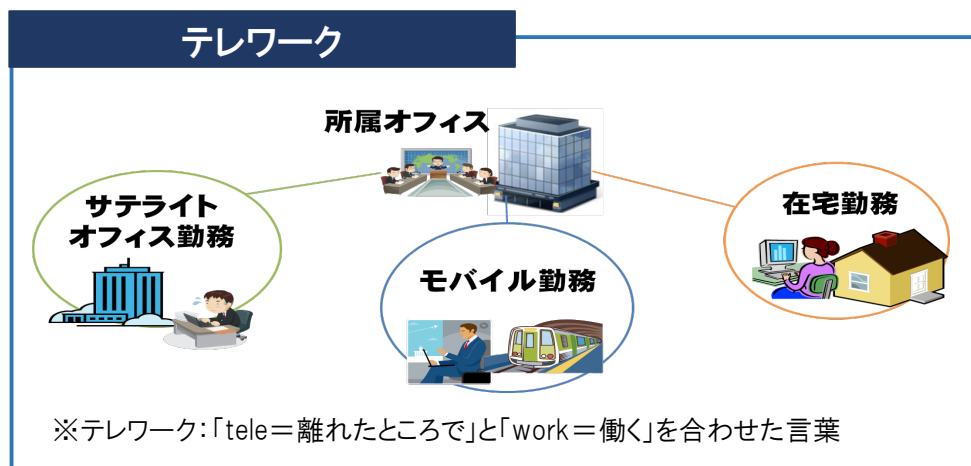 テレワーク
所属オフィス
サテライト
オフィス勤務
モバイル勤務
在宅勤務
※テレワーク：「tele＝離れたところで」と「work＝働く」を合わせた言葉